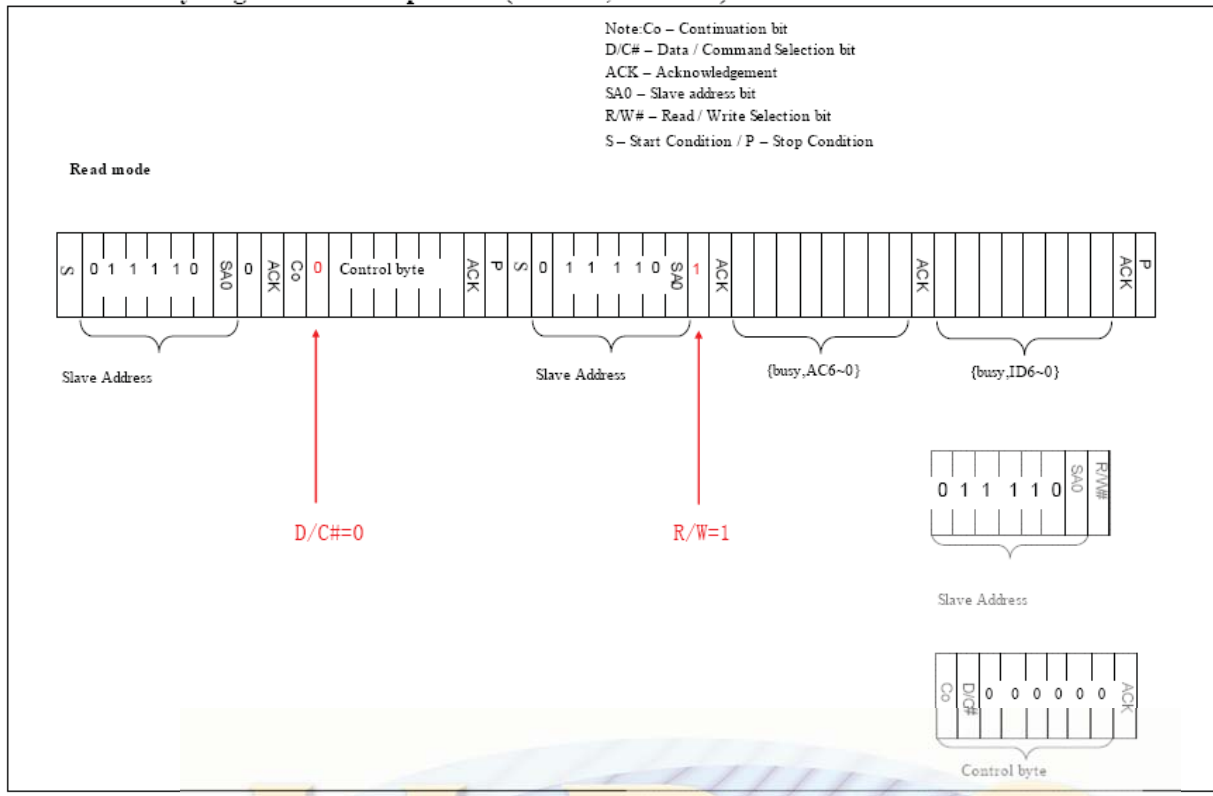 Note:Co – Continuation bit
D/C# – Data / Command Selection bit
ACK – Acknowledgement
SA0 – Slave address bit
R/W# – Read / Write Selection bit
S – Start Condition / P – Stop Condition
Read mode
S 0 1 1 1 1 0 SA0 0 ACK Co 0 Control byte ACK P S 0 1 1 1 1 0 SA0 1 ACK ACK ACK P
Slave Address Slave Address {busy,AC6~0} {busy,ID6~0}
0 1 1 1 1 0 SA0 R/W#
D/C#=0 R/W=1
Slave Address
Co D/C# 0 0 0 0 0 0 ACK
Control byte